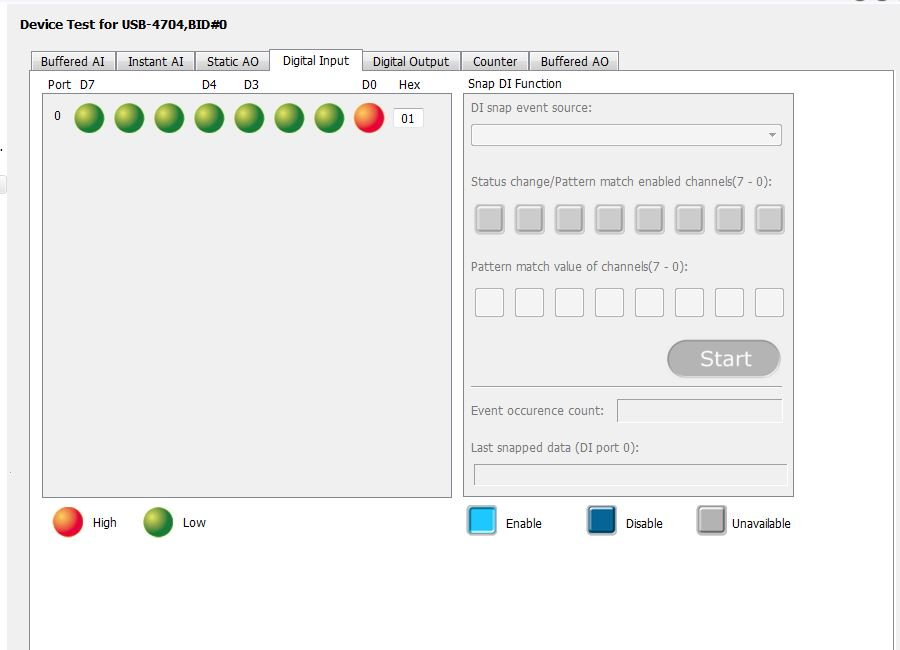 Device Test for USB-4704,BID#0
Buffered AI Instant AI Static AO Digital Input Digital Output Counter Buffered AO
Port D7 D4 D3 D0 Hex
Snap DI Function
0 01
DI snap event source:
Status change/Pattern match enabled channels(7 - 0):
Pattern match value of channels(7 - 0):
Start
Event occurence count:
Last snapped data (DI port 0):
High Low
Enable Disable Unavailable